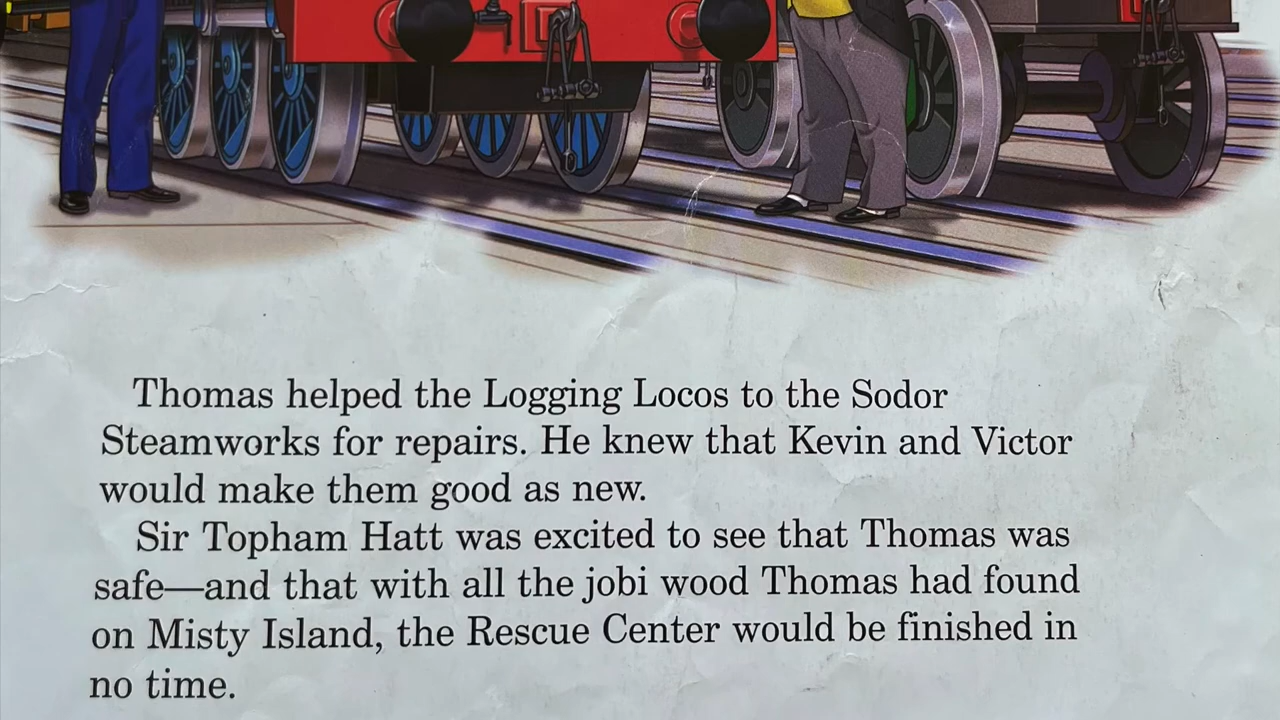 Thomas helped the Logging Locos to the Sodor
Steamworks for repairs. He knew that Kevin and Victor
would make them good as new.
Sir Topham Hatt was excited to see that Thomas was
safe—and that with all the jobi wood Thomas had found
on Misty Island, the Rescue Center would be finished in
no time.